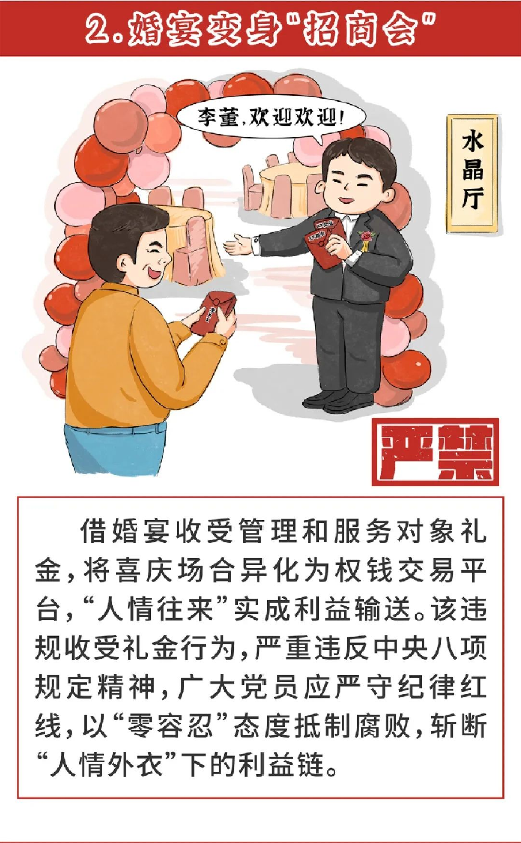 2.婚宴变身"招商会"
李董,欢迎欢迎!
水晶厅
严禁
借婚宴收受管理和服务对象礼
金,将喜庆场合异化为权钱交易平
台,“人情往来”实成利益输送。该违
规收受礼金行为,严重违反中央八项
规定精神,广大党员应严守纪律红
线,以“零容忍”态度抵制腐败,斩断
“人情外衣”下的利益链。